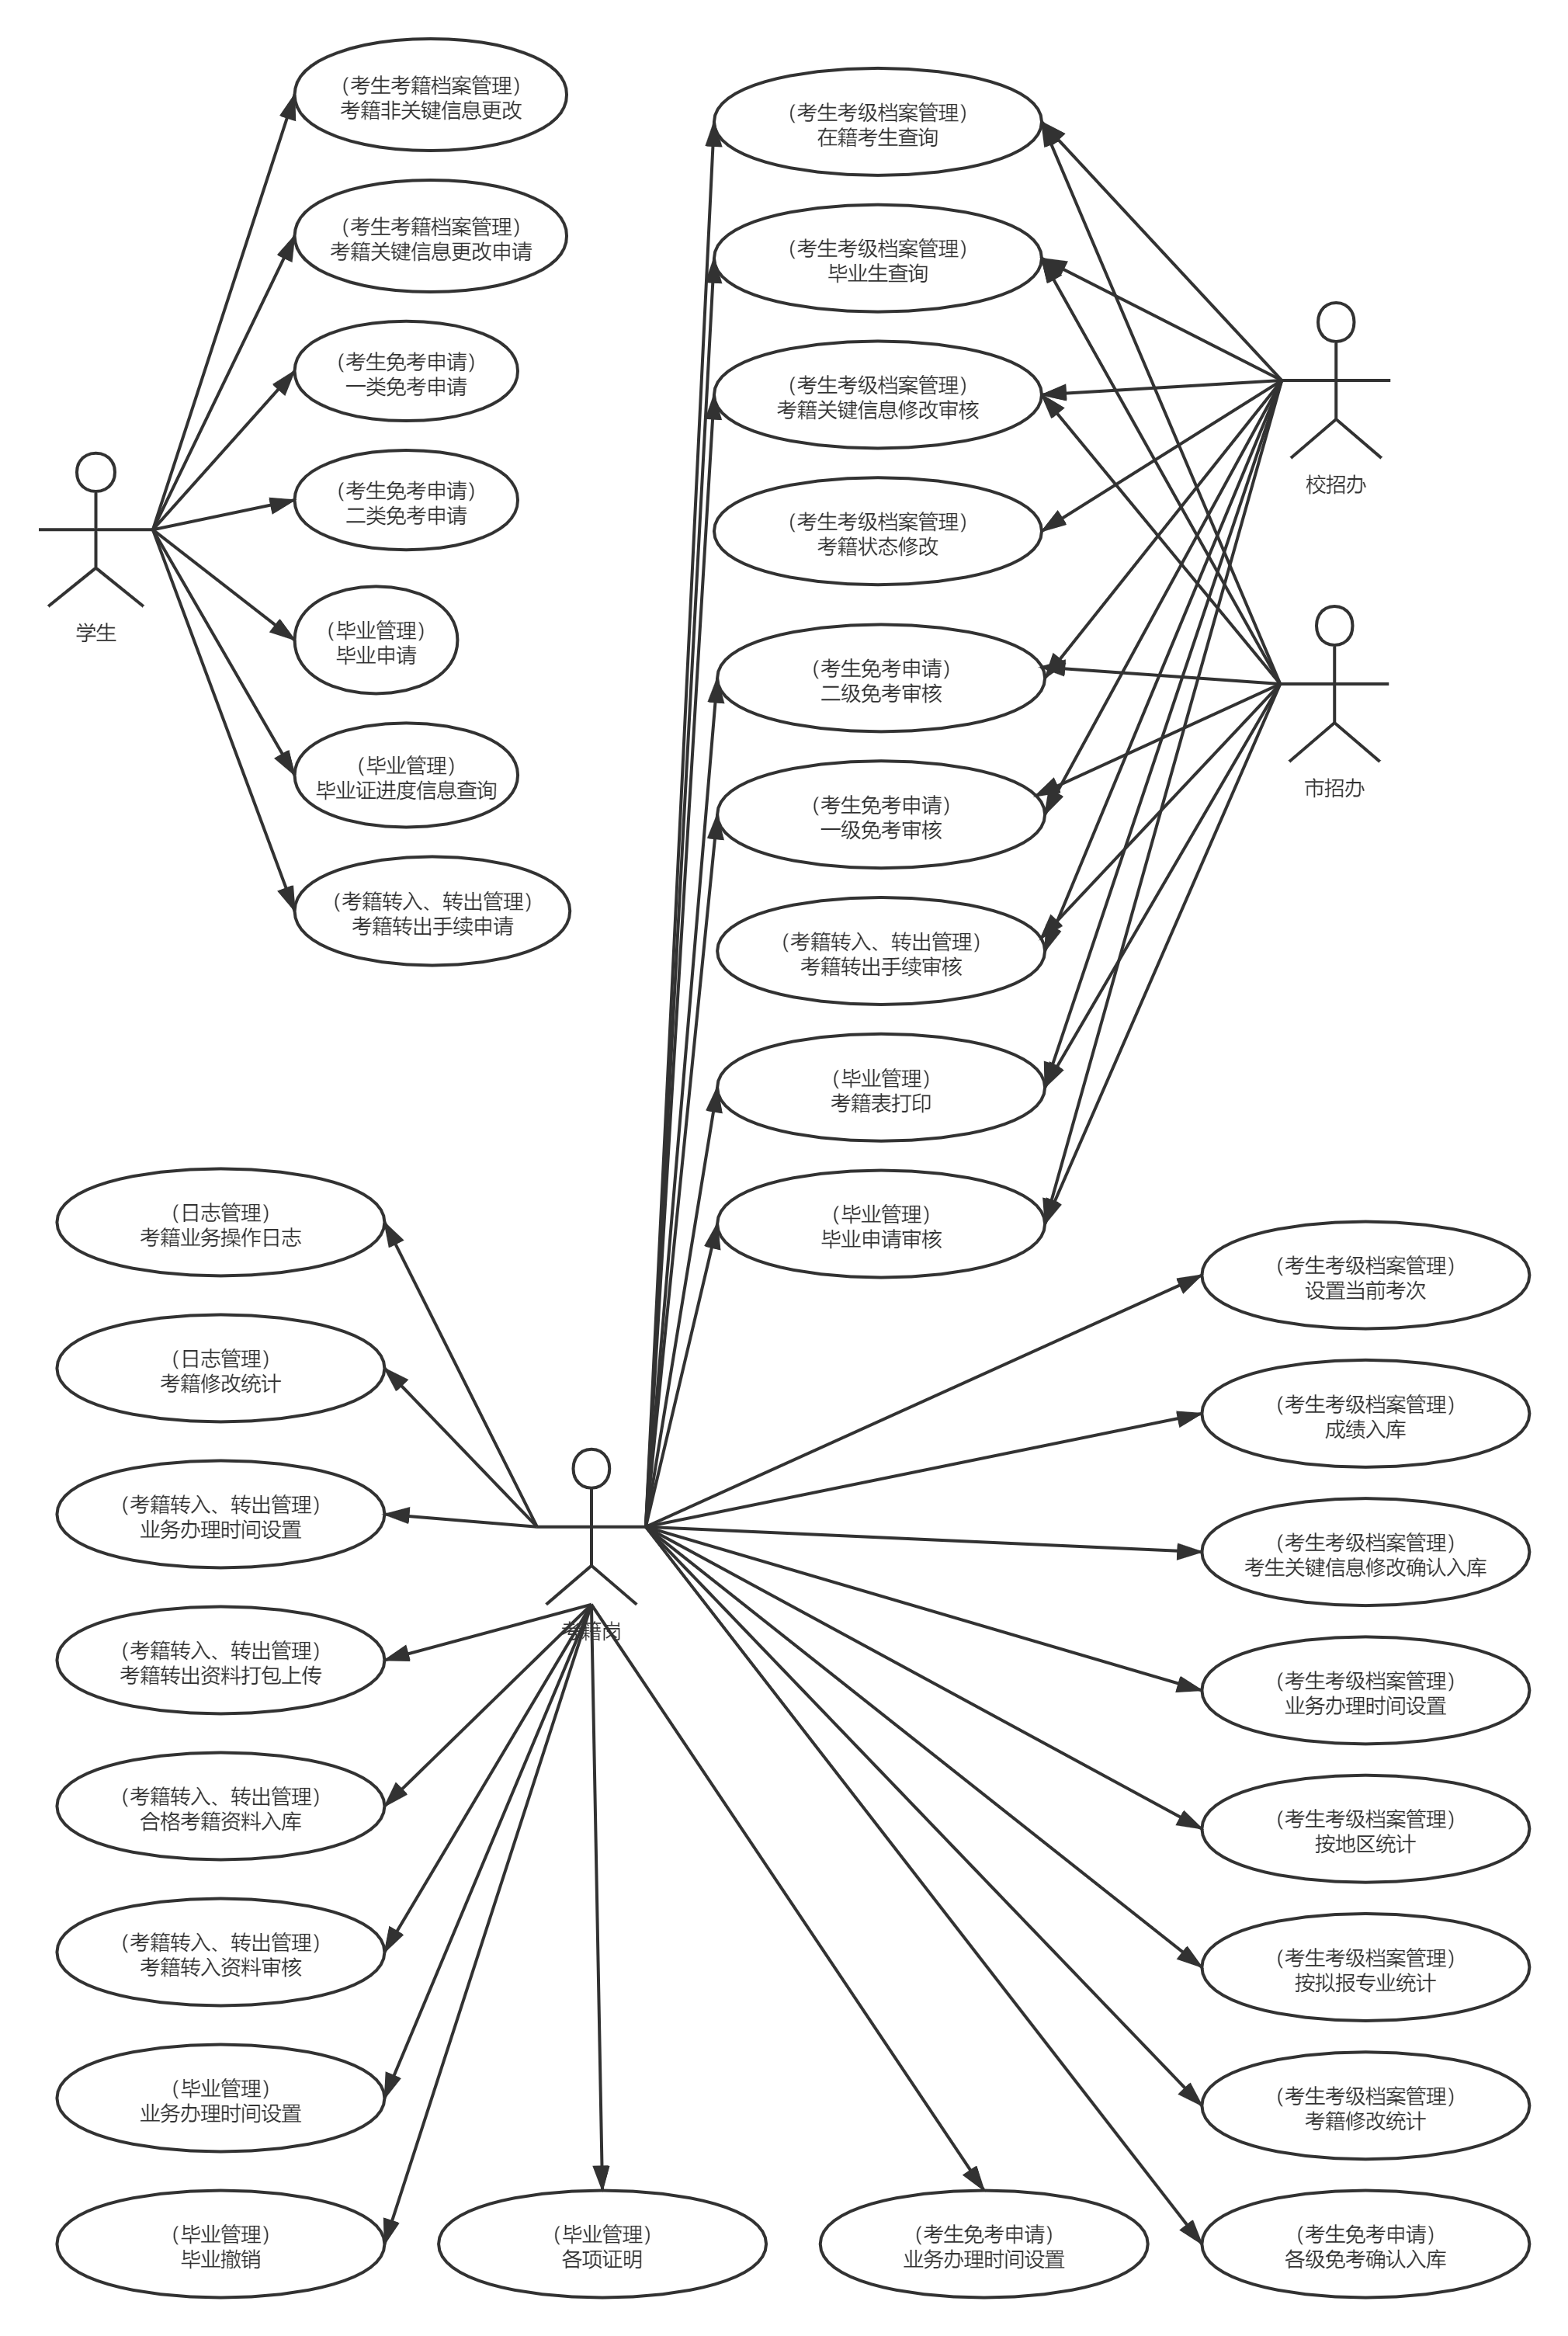 （考生考籍档案管理）
考籍非关键信息更改
（考生考籍档案管理）
考籍关键信息更改申请
（考生免考申请）
一类免考申请
（考生免考申请）
二类免考申请
（毕业管理）
毕业申请
（毕业管理）
毕业证进度信息查询
（考籍转入、转出管理）
考籍转出手续申请
学生
（考生考级档案管理）
在籍考生查询
（考生考级档案管理）
毕业生查询
（考生考级档案管理）
考籍关键信息修改审核
（考生考级档案管理）
考籍状态修改
（考生免考申请）
二级免考审核
（考生免考申请）
一级免考审核
（考籍转入、转出管理）
考籍转出手续审核
（毕业管理）
考籍表打印
（毕业管理）
毕业申请审核
校招办
市招办
（日志管理）
考籍业务操作日志
（日志管理）
考籍修改统计
（考籍转入、转出管理）
业务办理时间设置
（考籍转入、转出管理）
考籍转出资料打包上传
（考籍转入、转出管理）
合格考籍资料入库
（考籍转入、转出管理）
考籍转入资料审核
（毕业管理）
业务办理时间设置
（毕业管理）
毕业撤销
考籍岗
（毕业管理）
各项证明
（考生免考申请）
业务办理时间设置
（考生考级档案管理）
设置当前考次
（考生考级档案管理）
成绩入库
（考生考级档案管理）
考生关键信息修改确认入库
（考生考级档案管理）
业务办理时间设置
（考生考级档案管理）
按地区统计
（考生考级档案管理）
按拟报专业统计
（考生考级档案管理）
考籍修改统计
（考生免考申请）
各级免考确认入库